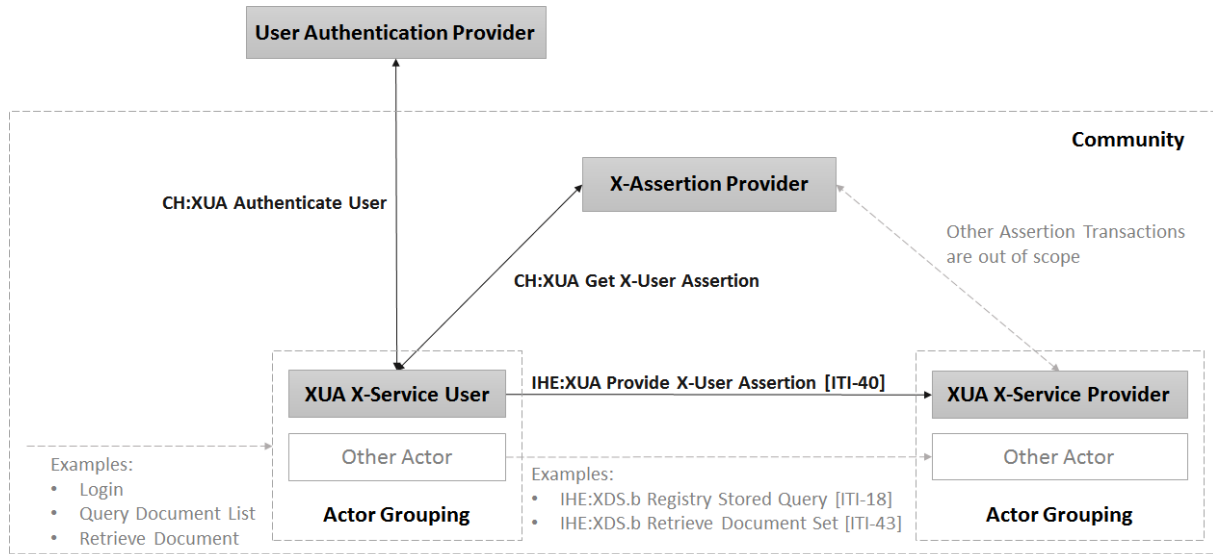 User Authentication Provider
Community
X-Assertion Provider
CH:XUA Authenticate User
Other Assertion Transactions
are out of scope
CH:XUA Get X-User Assertion
XUA X-Service User
IHE:XUA Provide X-User Assertion [ITI-40]
XUA X-Service Provider
Other Actor
Other Actor
Examples:
• Login
• Query Document List
• Retrieve Document
Actor Grouping
Examples:
• IHE:XDS.b Registry Stored Query [ITI-18]
• IHE:XDS.b Retrieve Document Set [ITI-43]
Actor Grouping